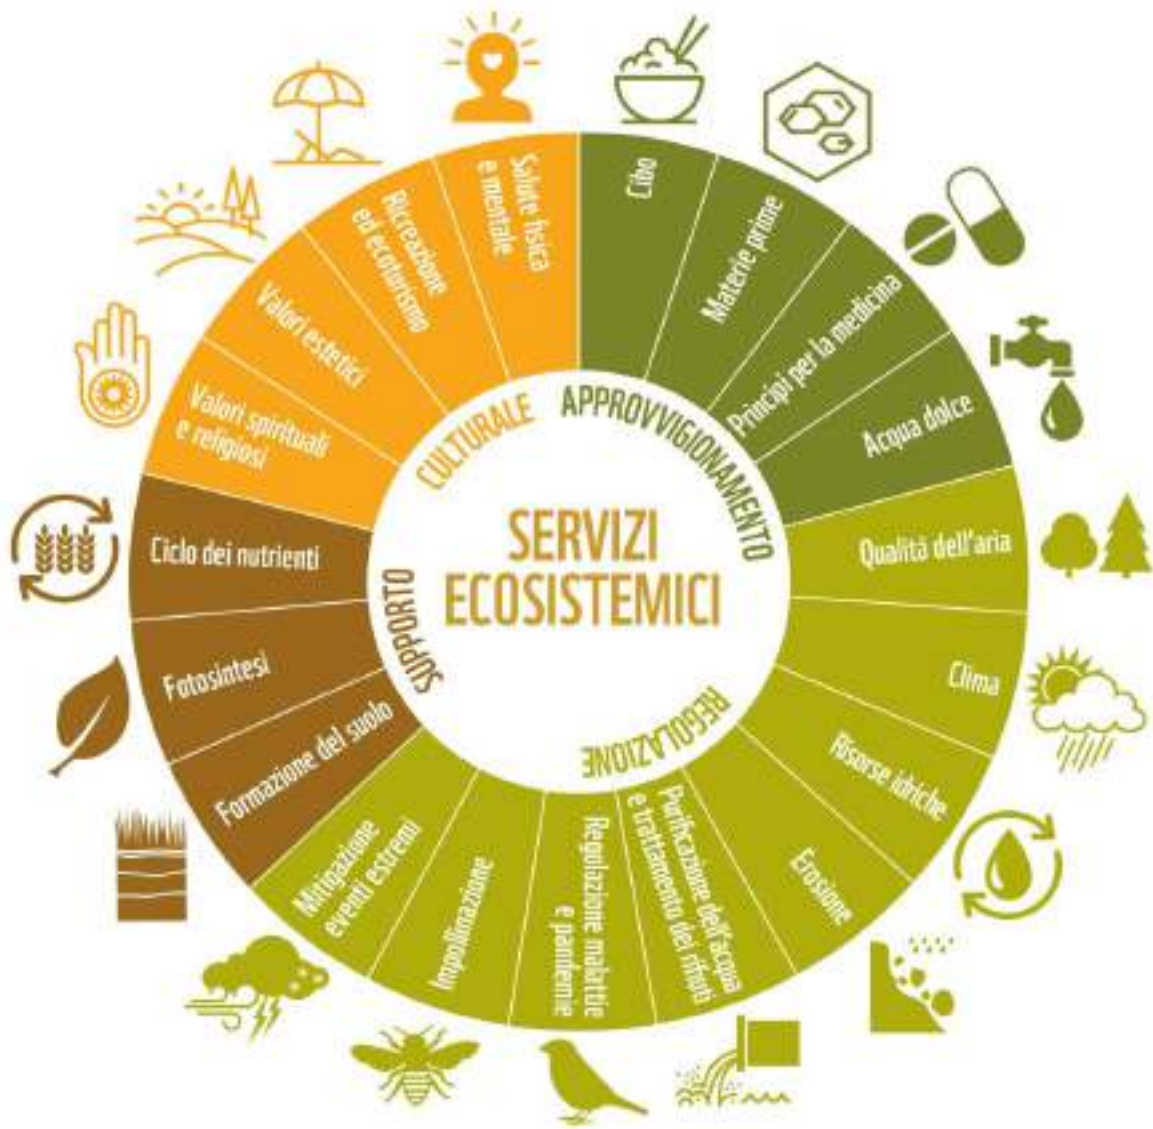 SERVIZI
ECOSISTEMICI
APPROVVIGIONAMENTO
Cibo
Materie prime
Principi per la medicina
Acqua dolce
REGOLAZIONE
Qualità dell'aria
Clima
Risorse idriche
Erosione
Purificazione dell'acqua
e trattamento dei rifiuti
Regolazione malattie
e pandemie
Impollinazione
Mitigazione
eventi estremi
SUPPORTO
Formazione del suolo
Fotosintesi
Ciclo dei nutrienti
CULTURALE
Valori spirituali
e religiosi
Valori estetici
Ricreazione
ed ecoturismo
Salute fisica
e mentale